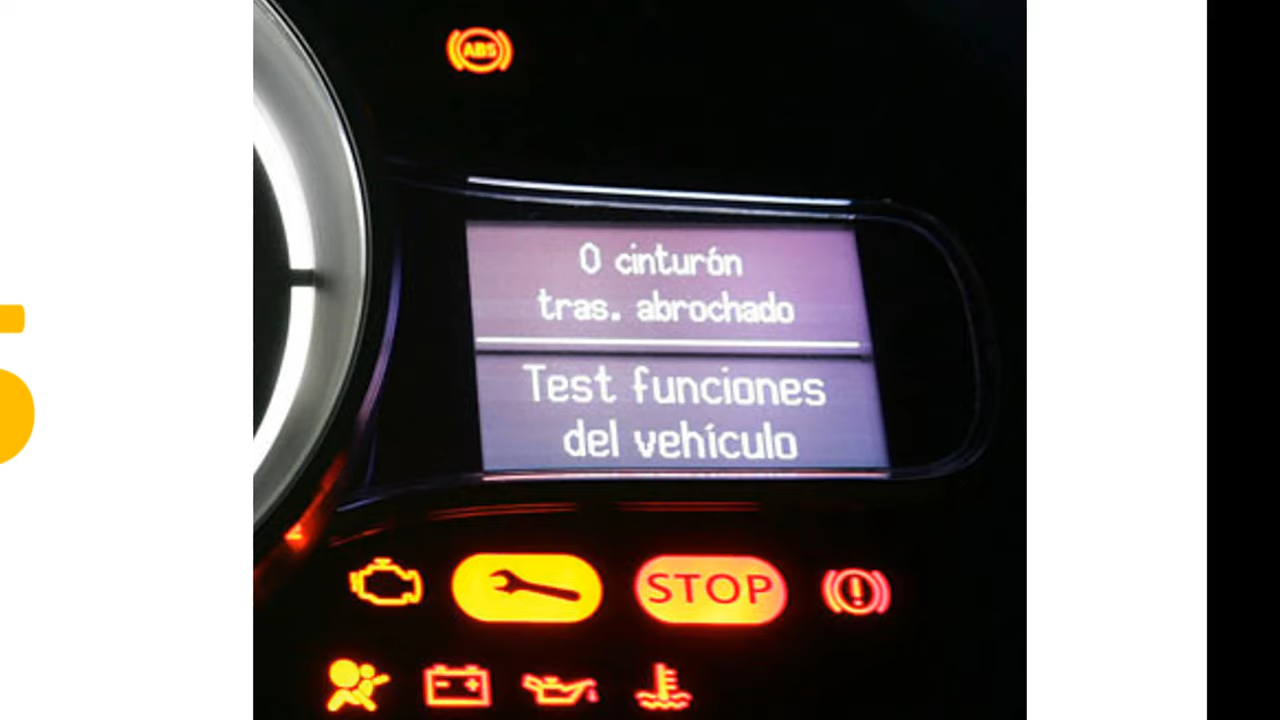 ABS
0 cinturón
tras. abrochado
Test funciones
del vehículo
STOP